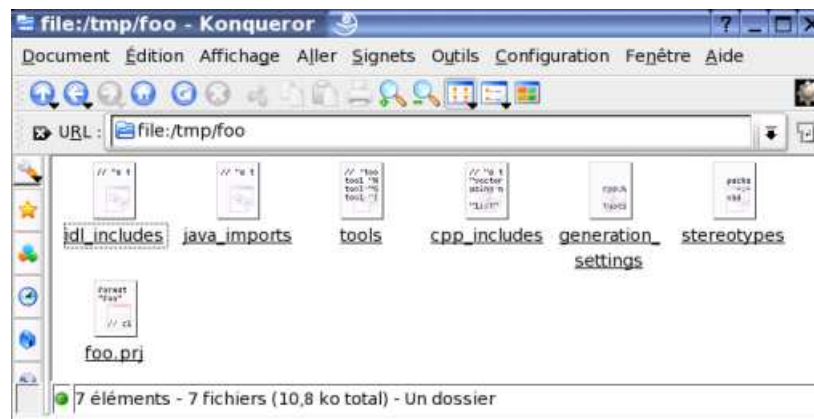 file:/tmp/foo - Konqueror
Document Édition Affichage Aller Signets Outils Configuration Fenêtre Aide
URL : file:/tmp/foo
idl_includes java_imports tools cpp_includes generation_ stereotypes
settings
foo.prj
7 éléments - 7 fichiers (10,8 ko total) - Un dossier